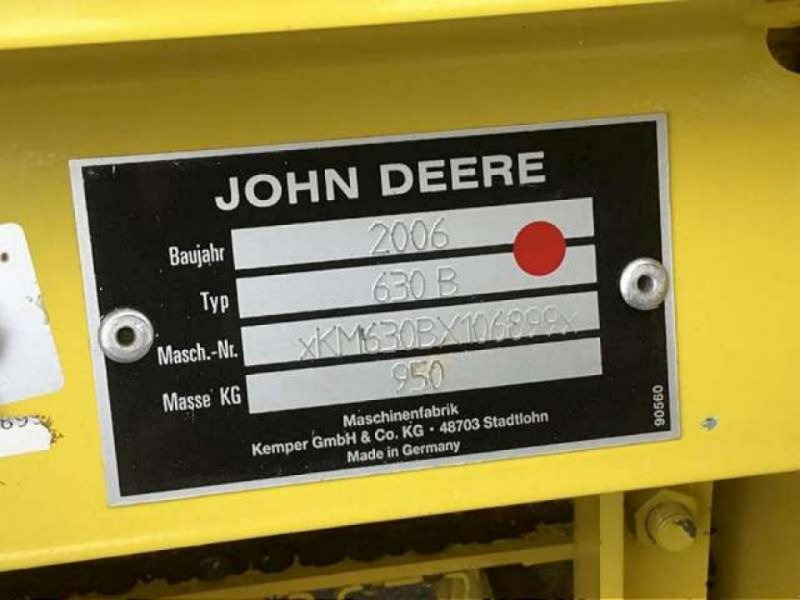 JOHN DEERE
Baujahr 2006
Typ 630 B
Masch.-Nr. xKM630BX106899x
Masse KG 950
Maschinenfabrik
Kemper GmbH & Co. KG · 48703 Stadtlohn
Made in Germany
90560